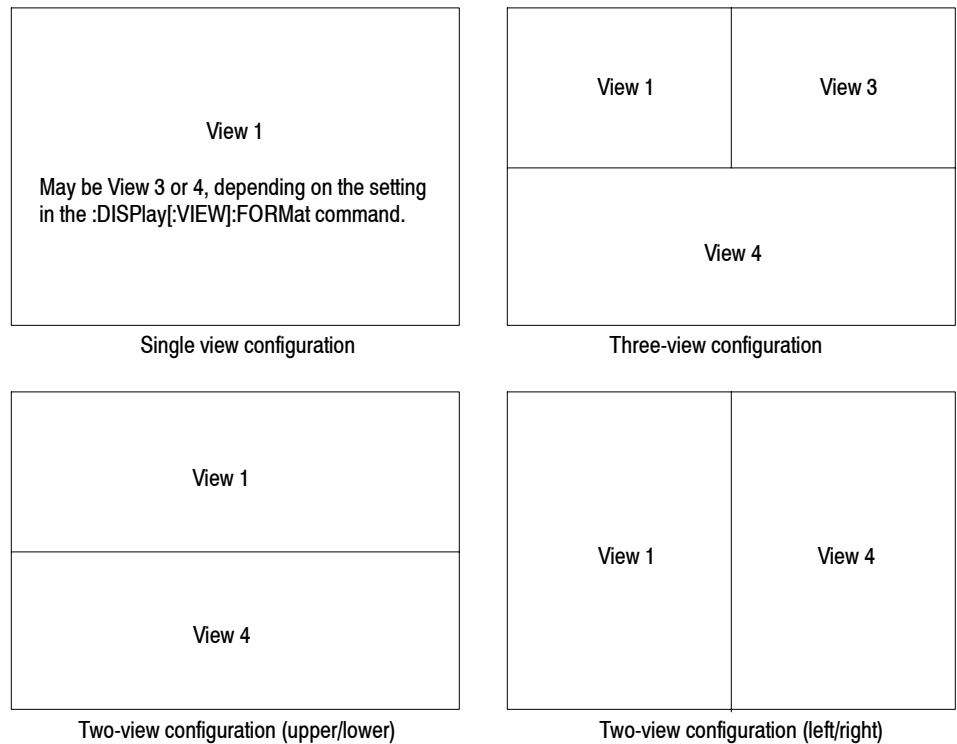 View 1
May be View 3 or 4, depending on the setting
in the :DISPlay[:VIEW]:FORMat command.
Single view configuration
View 1
View 3
View 4
Three-view configuration
View 1
View 4
Two-view configuration (upper/lower)
View 1
View 4
Two-view configuration (left/right)